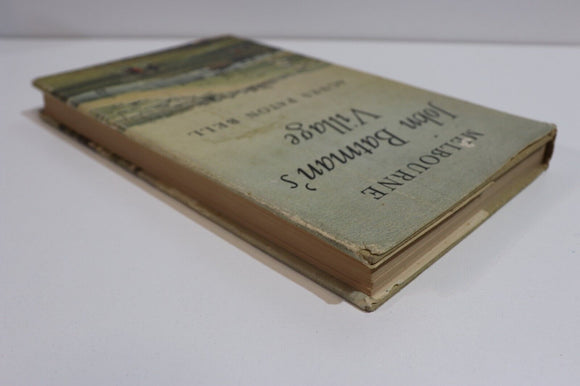 MELBOURNE
John Batman's
Village
AGNES PATON BELL